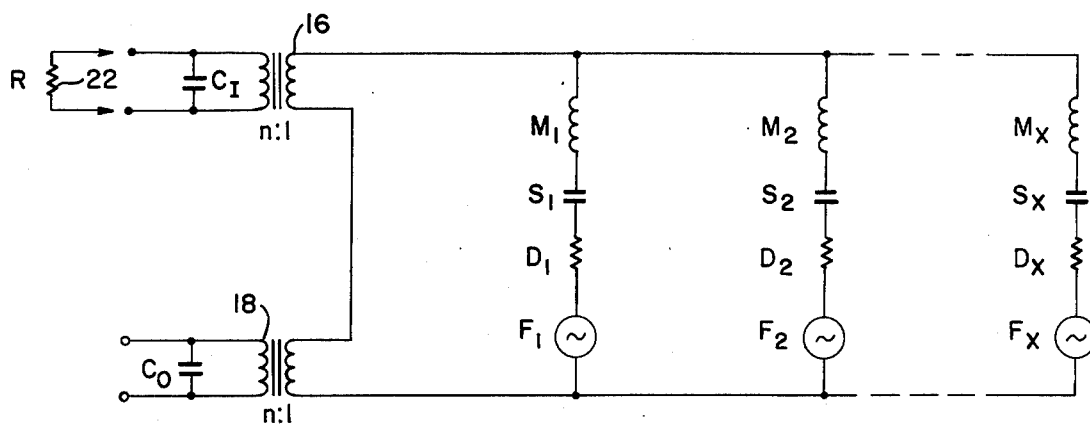 16
R
22
C_I
n:1
M_1
M_2
M_X
S_1
S_2
S_X
D_1
D_2
D_X
18
F_1
F_2
F_X
C_O
n:1